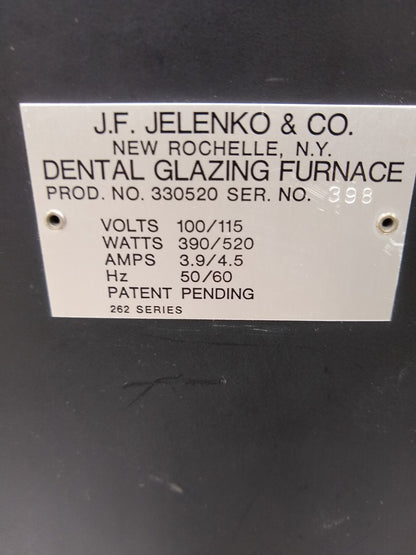 J.F. JELENKO & CO.
NEW ROCHELLE, N.Y.
DENTAL GLAZING FURNACE
PROD. NO. 330520 SER. NO. 398
VOLTS 100/115
WATTS 390/520
AMPS 3.9/4.5
Hz 50/60
PATENT PENDING
262 SERIES